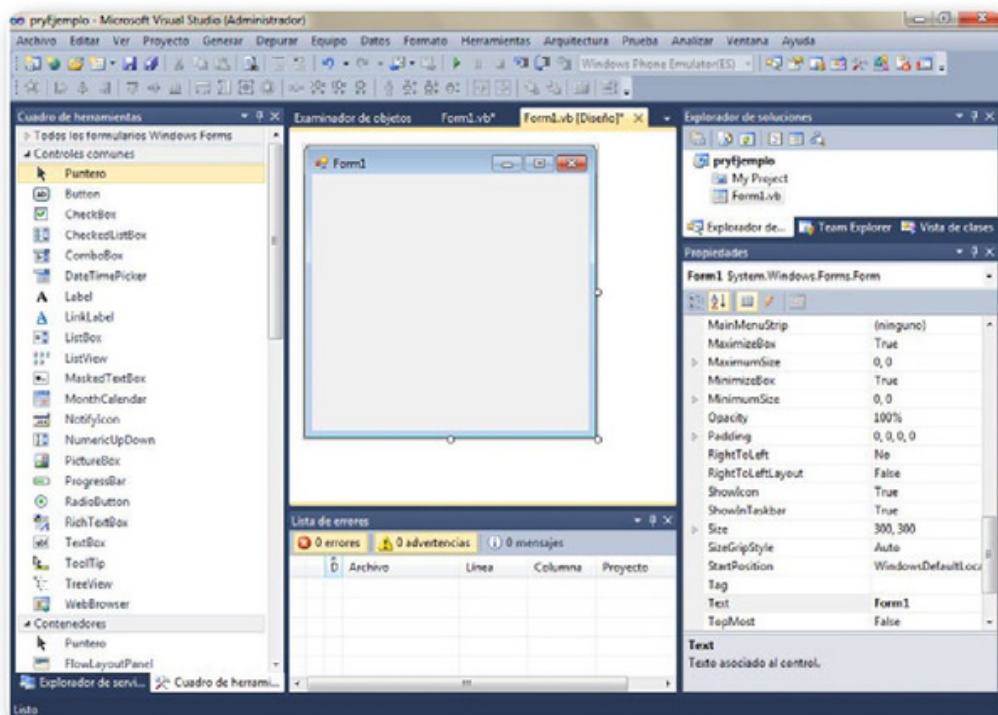 pryEjemplo - Microsoft Visual Studio (Administrador)
Archivo Editar Ver Proyecto Generar Depurar Equipo Datos Formato Herramientas Arquitectura Prueba Analizar Ventana Ayuda
Windows Phone Emulator(ES)
Cuadro de herramientas
Todos los formularios Windows Forms
Controles comunes
Puntero
Button
CheckBox
CheckedListBox
ComboBox
DateTimePicker
Label
LinkLabel
ListBox
ListView
MaskedTextBox
MonthCalendar
NotifyIcon
NumericUpDown
PictureBox
ProgressBar
RadioButton
RichTextBox
TextBox
ToolTip
TreeView
WebBrowser
Contenedores
Puntero
FlowLayoutPanel
Explorador de servi... Cuadro de herrami...
Examinador de objetos Form1.vb* Form1.vb [Diseño]*
Form1
Lista de errores
0 errores 0 advertencias 0 mensajes
D Archivo Línea Columna Proyecto
Explorador de soluciones
pryEjemplo
My Project
Form1.vb
Explorador de... Team Explorer Vista de clases
Propiedades
Form1 System.Windows.Forms.Form
MainMenuStrip (ninguno)
MaximizeBox True
MaximumSize 0, 0
MinimizeBox True
MinimumSize 0, 0
Opacity 100%
Padding 0, 0, 0, 0
RightToLeft No
RightToLeftLayout False
ShowIcon True
ShowInTaskbar True
Size 300, 300
SizeGripStyle Auto
StartPosition WindowsDefaultLoca
Tag
Text Form1
TopMost False
Text
Texto asociado al control.
Listo